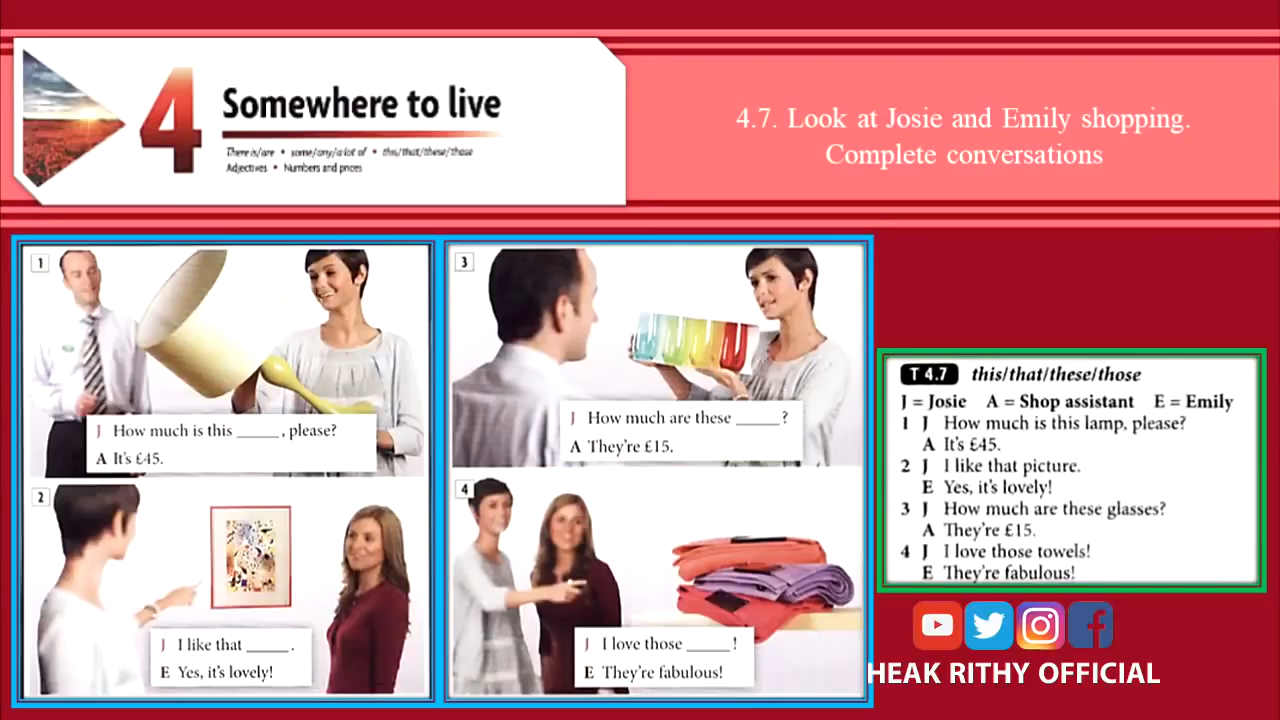 4
Somewhere to live
There is/are • some/any/a lot of • this/that/these/those
Adjectives • Numbers and prices
4.7. Look at Josie and Emily shopping.
Complete conversations
1
J How much is this _____, please?
A It's £45.
2
J I like that _____.
E Yes, it's lovely!
3
J How much are these _____?
A They're £15.
4
J I love those _____!
E They're fabulous!
T 4.7 this/that/these/those
J = Josie A = Shop assistant E = Emily
1 J How much is this lamp, please?
A It's £45.
2 J I like that picture.
E Yes, it's lovely!
3 J How much are these glasses?
A They're £15.
4 J I love those towels!
E They're fabulous!
HEAK RITHY OFFICIAL